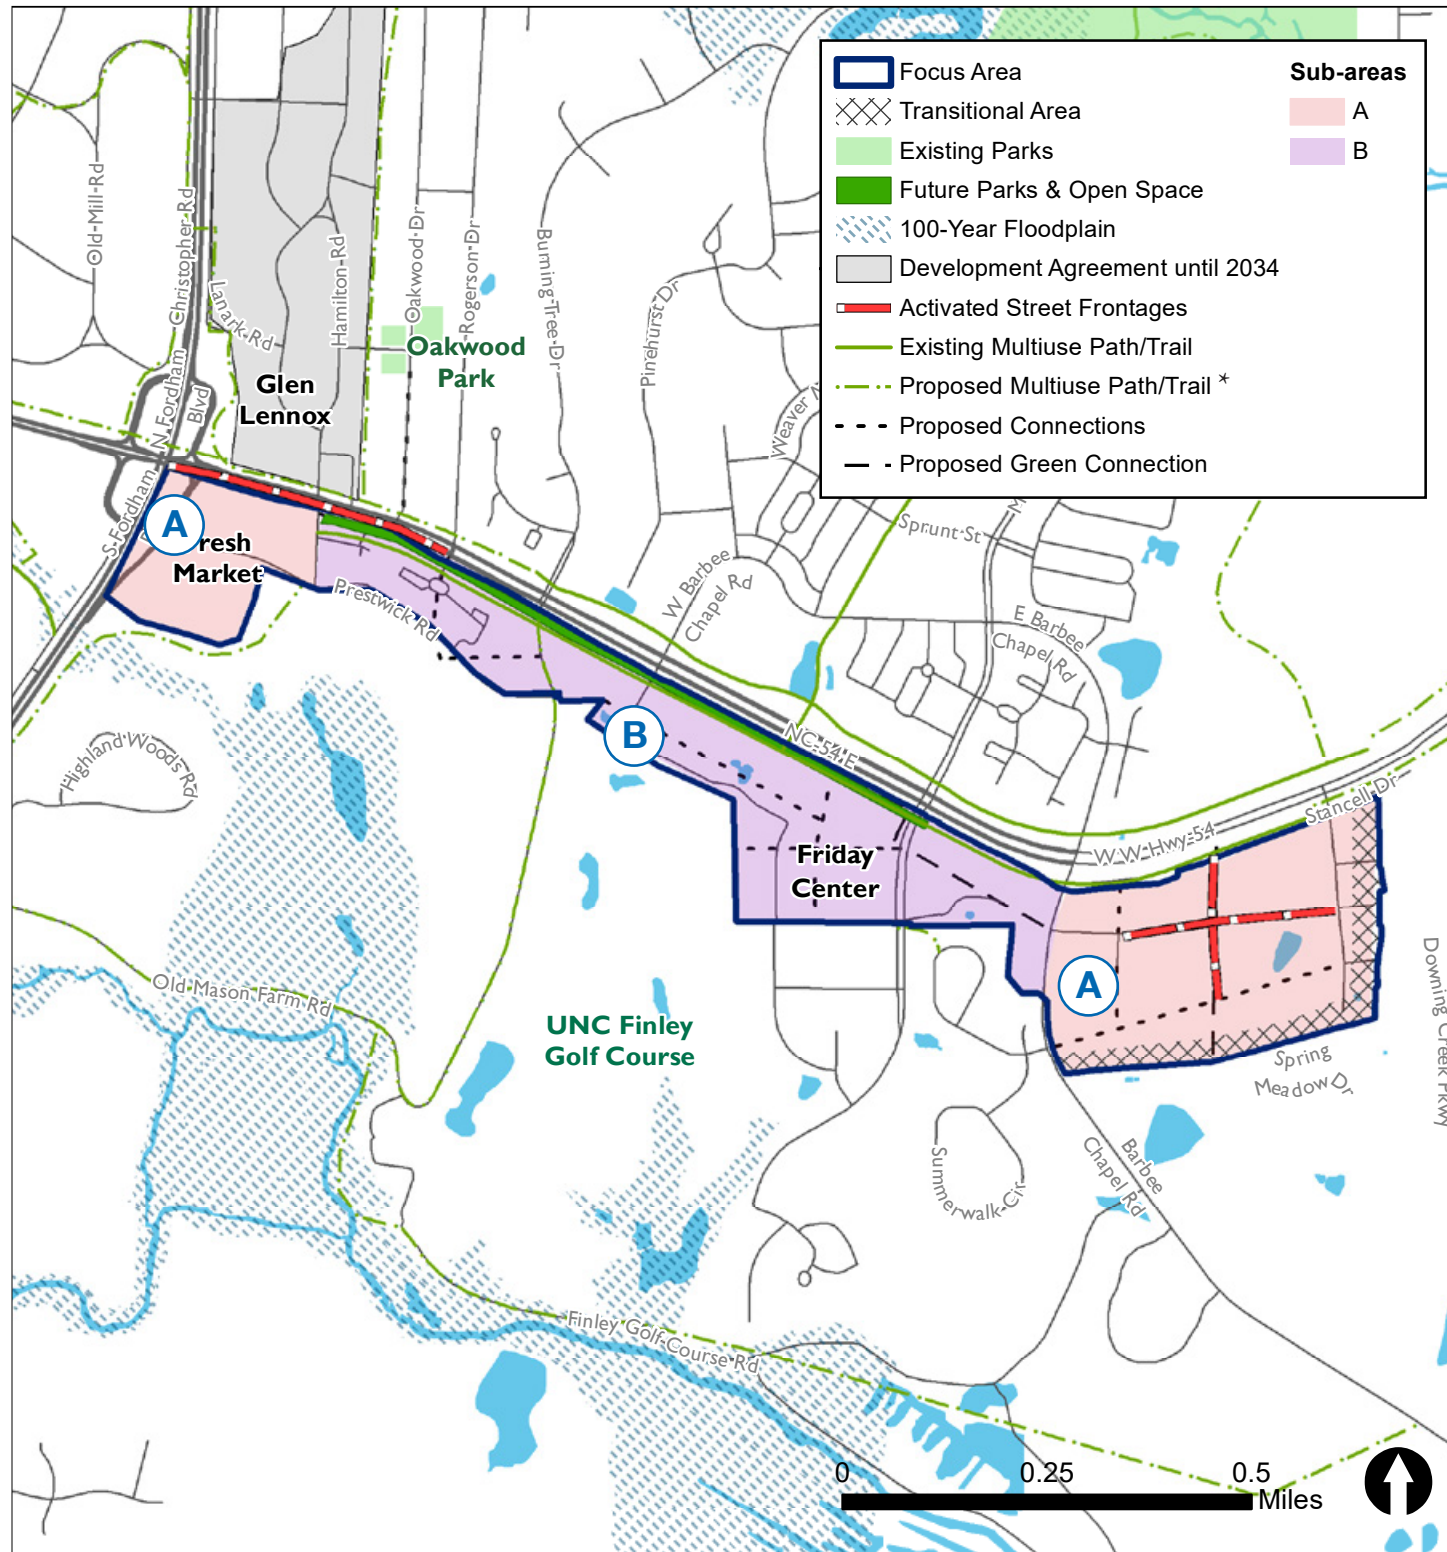 Focus Area
Transitional Area
Existing Parks
Future Parks & Open Space
100-Year Floodplain
Development Agreement until 2034
Activated Street Frontages
Existing Multiuse Path/Trail
Proposed Multiuse Path/Trail *
Proposed Connections
Proposed Green Connection
Sub-areas
A
B
Old Mill Rd
Christopher Rd
Lanark Rd
Hamilton Rd
Oakwood Dr
Rogerson Dr
Burning Tree Dr
Pinehurst Dr
Weaver
Oakwood
Park
Glen
Lennox
N Fordham
Blvd
S Fordham
A
resh
Market
Prestwick Rd
W Barbee
Chapel Rd
Sprunt St
M
E Barbee
Chapel Rd
NC 54 E
B
Highland Woods Rd
Friday
Center
W W Hwy 54
Stancell Dr
A
Old Mason Farm Rd
UNC Finley
Golf Course
Spring
Meadow Dr
Downing Creek Pkwy
Summerwalk Cir
Barbee
Chapel Rd
Finley Golf Course Rd
0
0.25
0.5
Miles